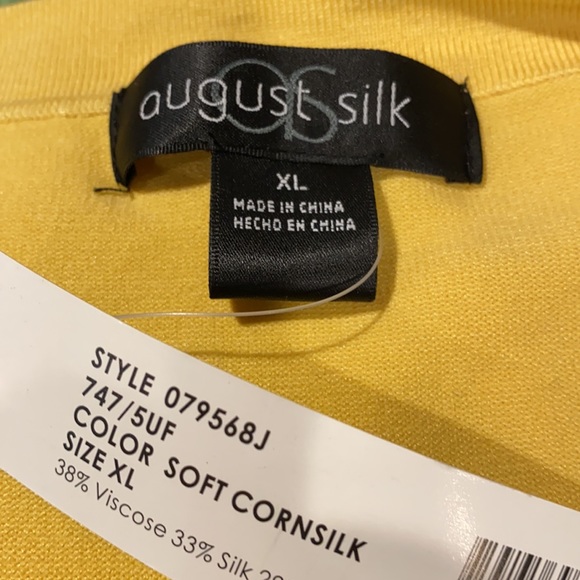 august silk
XL
MADE IN CHINA
HECHO EN CHINA
STYLE 079568J
747/5UF
COLOR SOFT CORNSILK
SIZE XL
38% Viscose 33% Silk